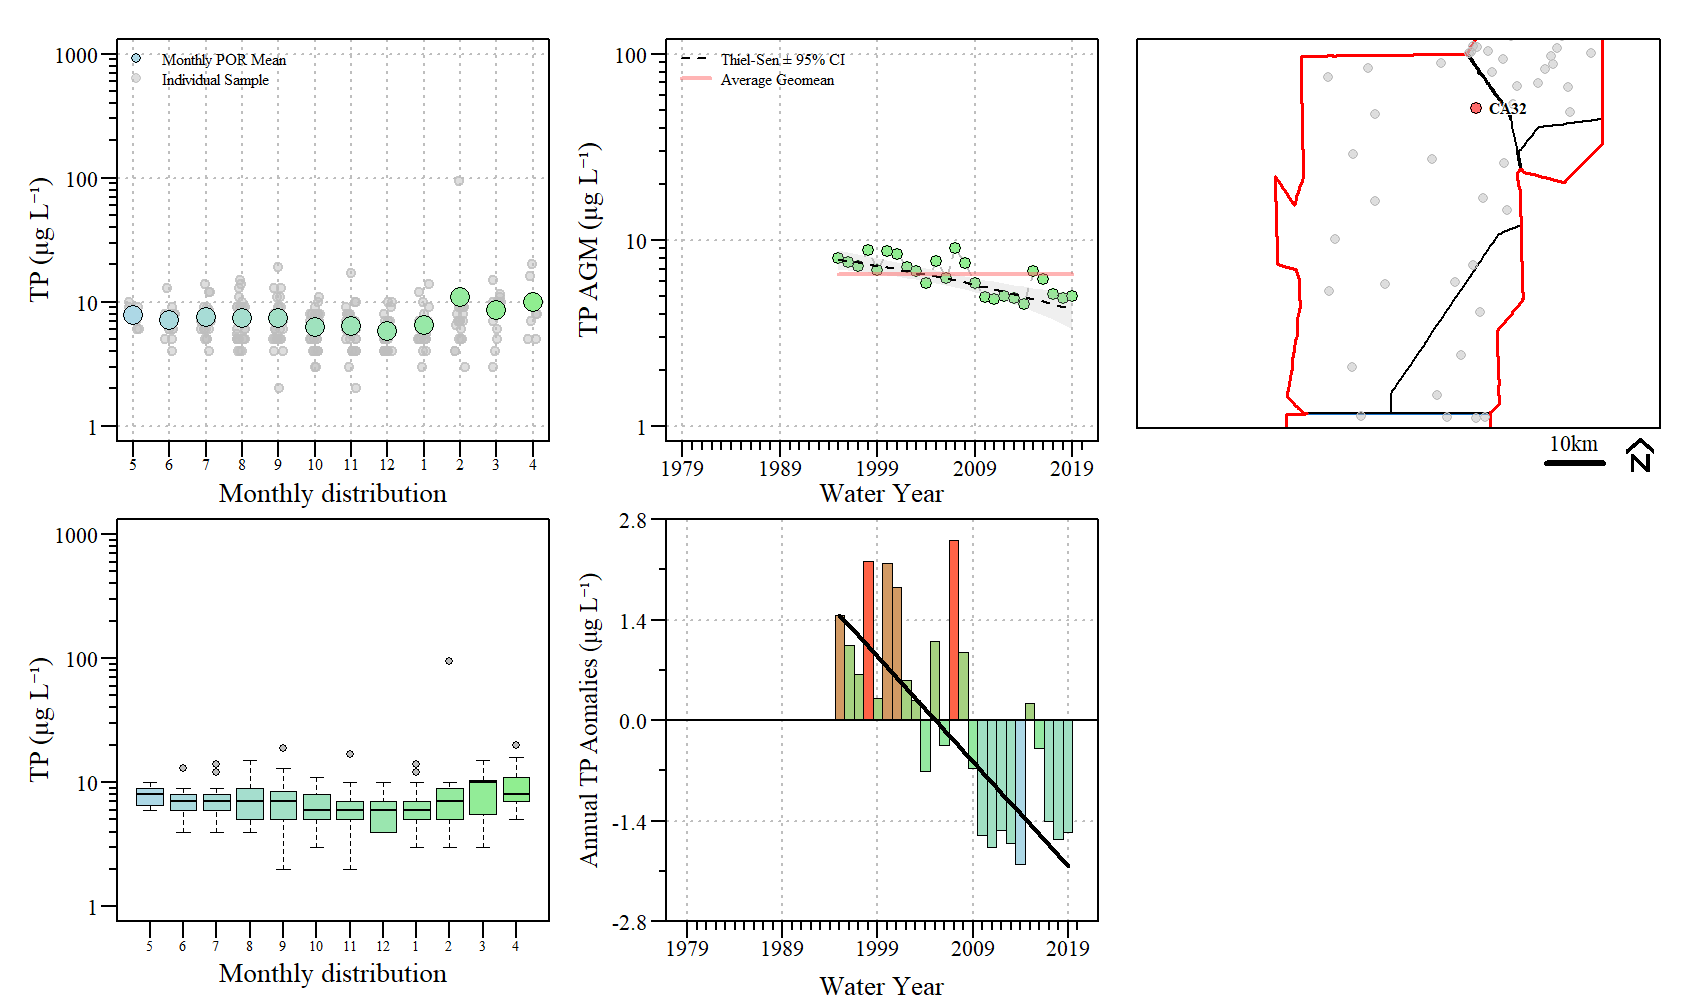 1000
100
10
1
TP (µg L⁻¹)
Monthly POR Mean
Individual Sample
5 6 7 8 9 10 11 12 1 2 3 4
Monthly distribution
100
10
1
TP AGM (µg L⁻¹)
Thiel-Sen ± 95% CI
Average Geomean
1979 1989 1999 2009 2019
Water Year
CA32
10km
N
1000
100
10
1
TP (µg L⁻¹)
5 6 7 8 9 10 11 12 1 2 3 4
Monthly distribution
2.8
1.4
0.0
-1.4
-2.8
Annual TP Aomalies (µg L⁻¹)
1979 1989 1999 2009 2019
Water Year